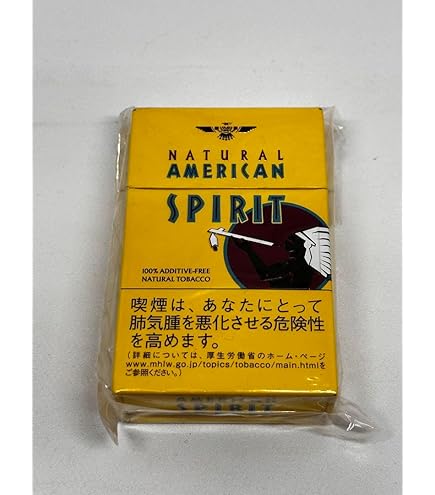 NATURAL
AMERICAN
SPIRIT
100% ADDITIVE-FREE
NATURAL TOBACCO
喫煙は、あなたにとって
肺気腫を悪化させる危険性
を高めます。
(詳細については、厚生労働省のホーム・ページ
www.mhlw.go.jp/topics/tobacco/main.htmlを
ご参照ください。)
AMERICAN
SPIRIT